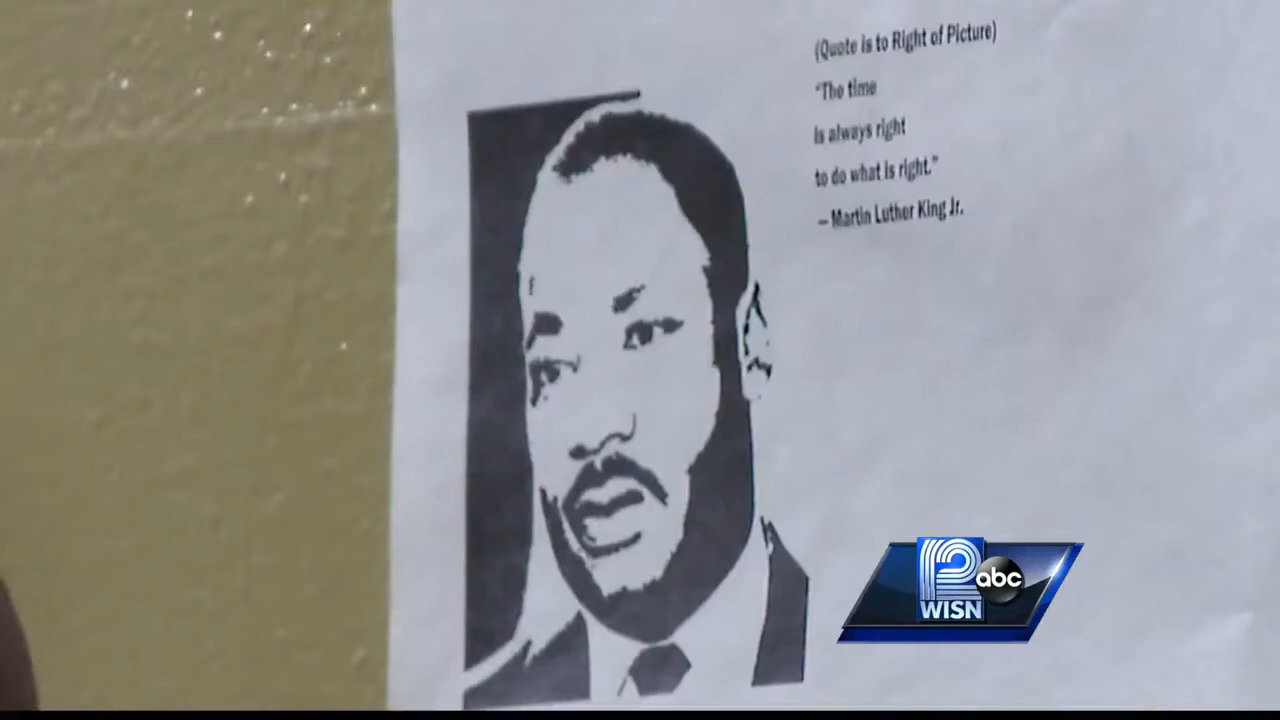 (Quote is to Right of Picture)
"The time
is always right
to do what is right."
– Martin Luther King Jr.
12
abc
WISN